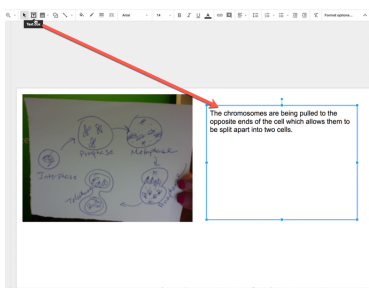 Arial
14
B I U A
Format options...
Text box
The chromosomes are being pulled to the
opposite ends of the cell which allows them to
be split apart into two cells.
Prophase
Metaphase
Interphase